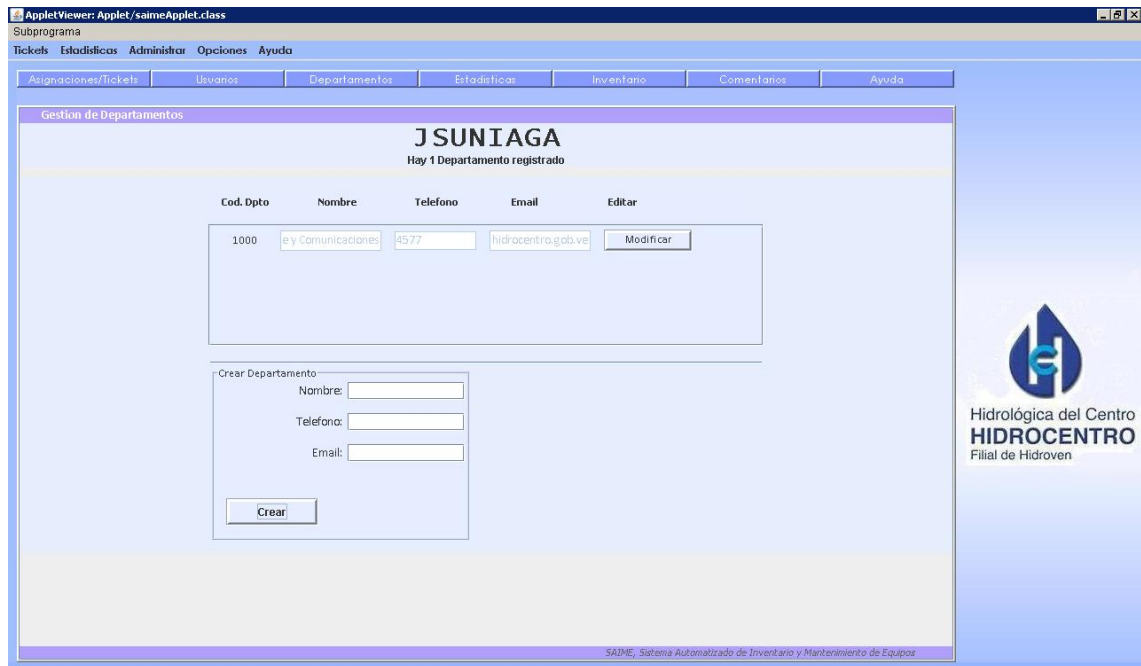 AppletViewer: Applet/saimeApplet.class
Subprograma
Tickets Estadisticas Administrar Opciones Ayuda
Asignaciones/Tickets Usuarios Departamentos Estadisticas Inventario Comentarios Ayuda
Gestion de Departamentos
JSUNIAGA
Hay 1 Departamento registrado
Cod. Dpto Nombre Telefono Email Editar
1000 e y Comunicaciones 4577 hidrocentro.gob.ve Modificar
Crear Departamento
Nombre:
Telefono:
Email:
Crear
Hidrológica del Centro
HIDROCENTRO
Filial de Hidroven
SAIME, Sistema Automatizado de Inventario y Mantenimiento de Equipos